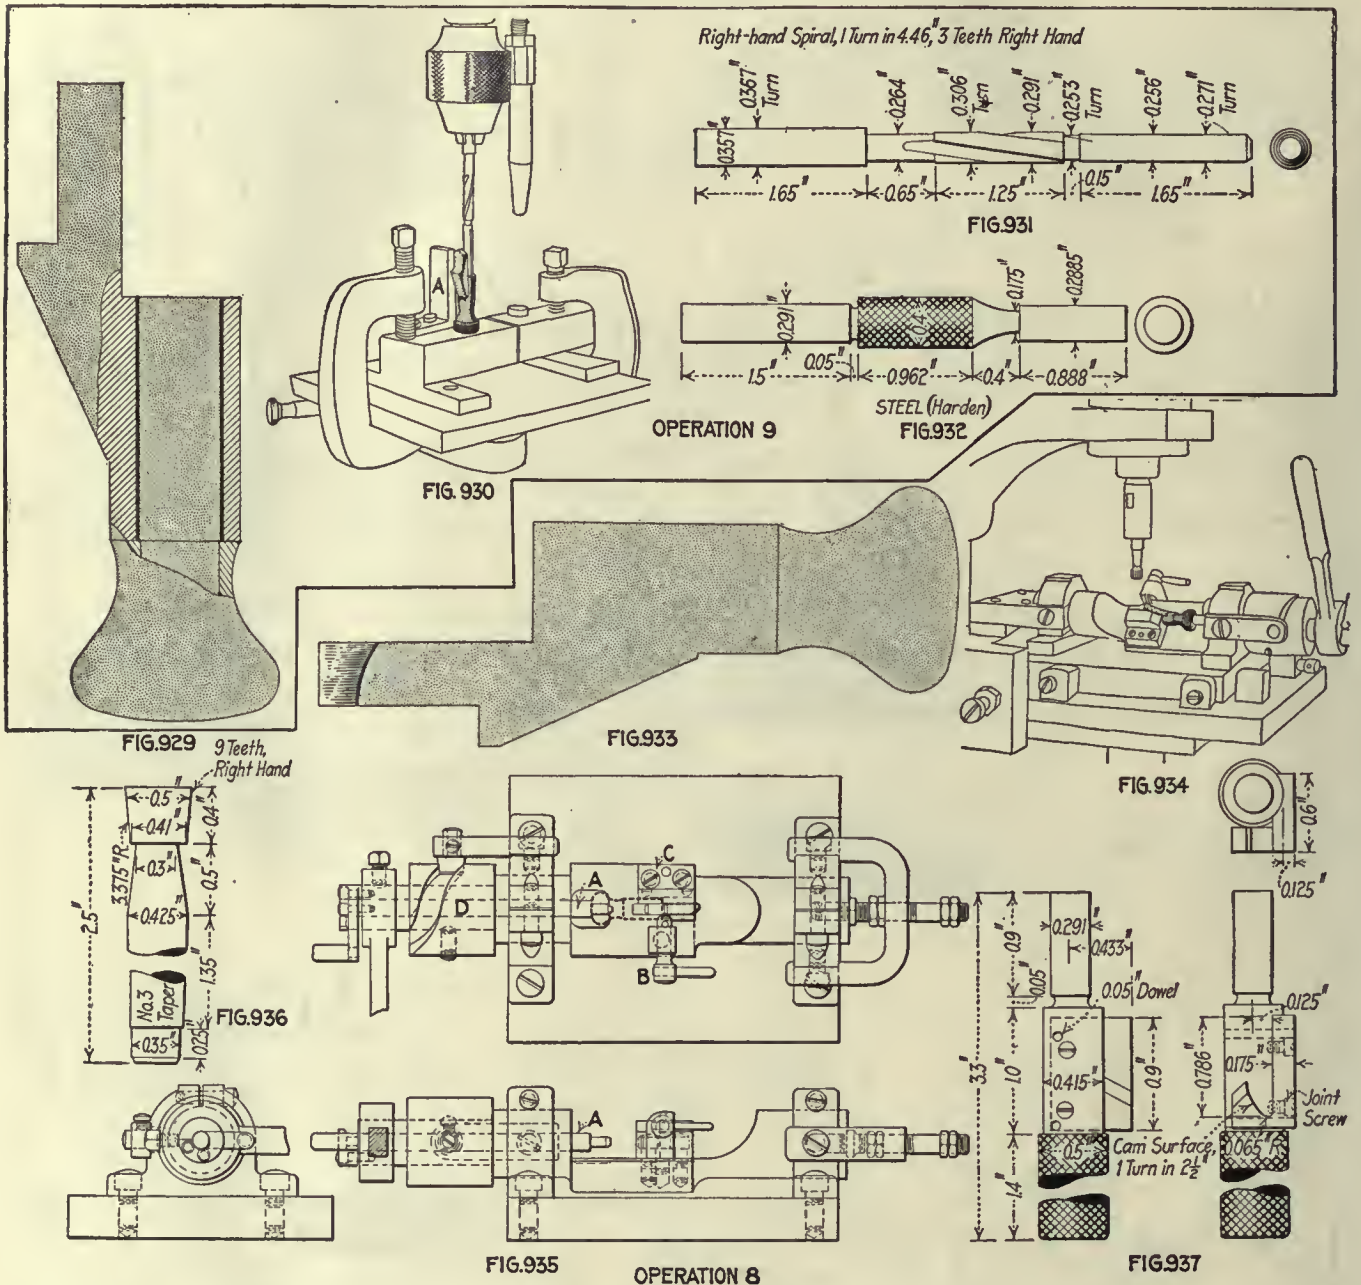 Right-hand Spiral, 1 Turn in 4.46," 3 Teeth Right Hand
0.357"
0.367" Turn
0.264"
0.306" Turn
0.291"
0.253" Turn
0.256"
0.271" Turn
1.65"
0.65"
1.25"
0.15"
1.65"
FIG.931
A
0.291"
0.4"
0.175"
0.2885"
1.5"
0.05"
0.962"
0.4"
0.888"
STEEL (Harden)
FIG.932
OPERATION 9
FIG.930
FIG.929
FIG.933
FIG.934
9 Teeth,
Right Hand
0.5"
0.4"
0.41"
3.375"R.
0.3"
0.5"
0.425"
2.5"
1.35"
No.3
Taper
0.35"
0.25"
FIG.936
A
B
C
D
A
FIG.935
OPERATION 8
0.6"
0.125"
0.291"
0.433"
0.9"
0.05"
0.05" Dowel
3.3"
1.0"
0.415"
0.9"
0.125"
0.786"
0.175"
Joint
Screw
0.5"
Cam Surface,
1 Turn in 2½"
0.065"R.
1.4"
FIG.937